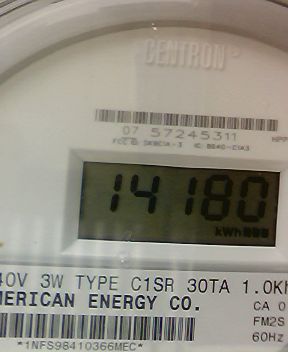 CENTRON®
07 57245311
14180
kWh
40V 3W TYPE C1SR 30TA 1.0Kh
MERICAN ENERGY CO.
CA 0
FM2S
60Hz
*1NFS98410366MEC*